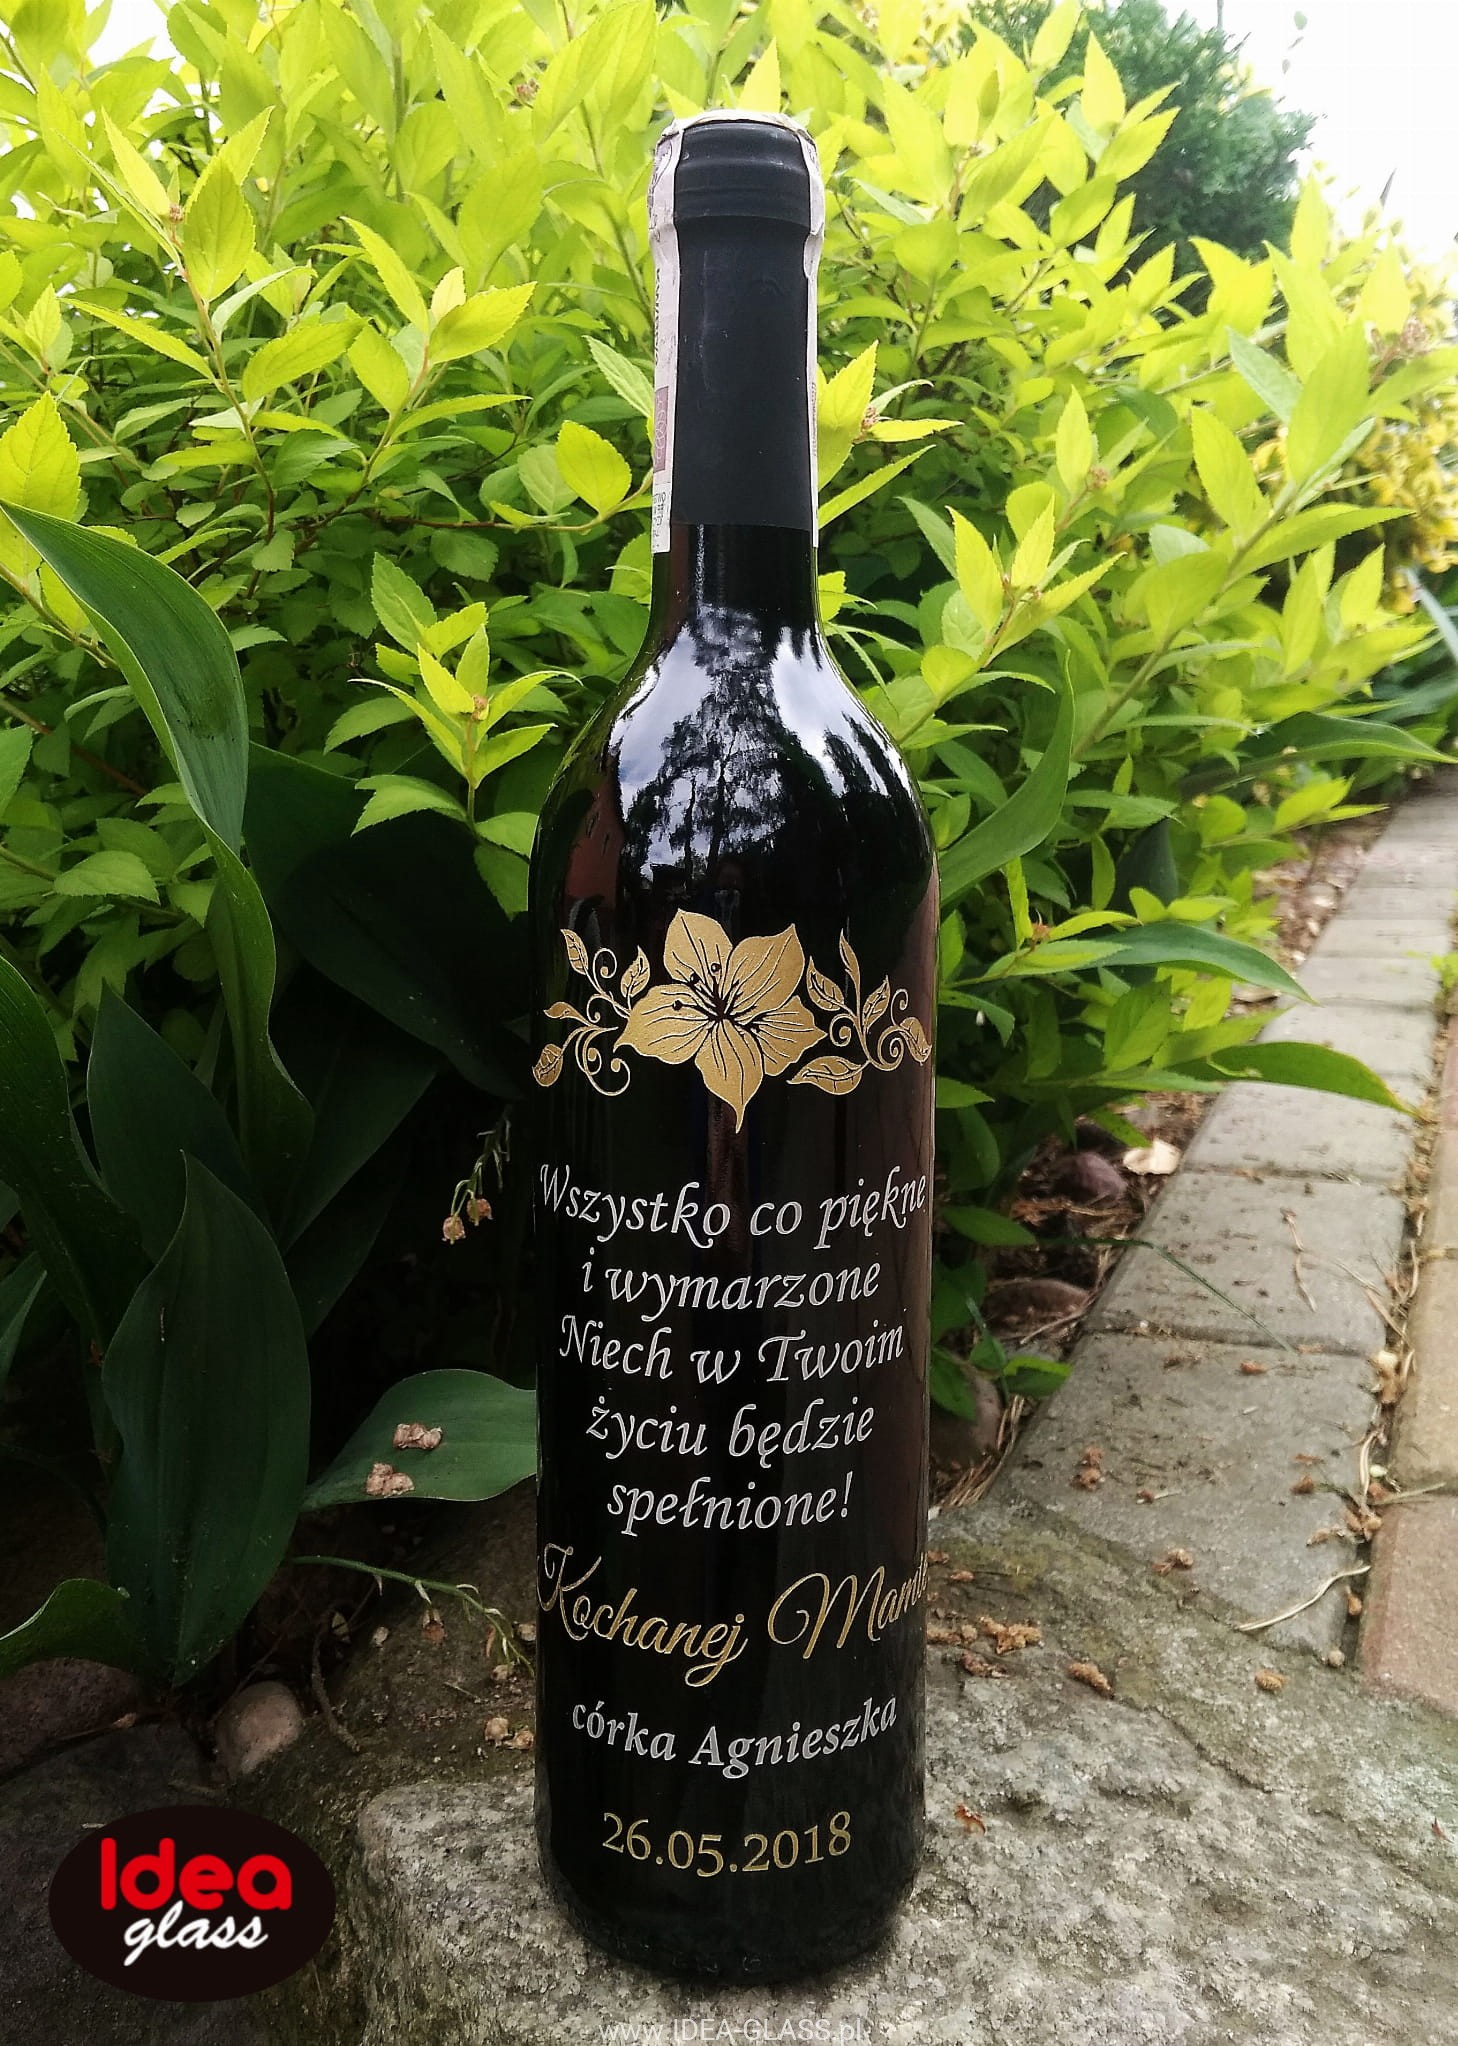 Wszystko co piękne
i wymarzone
Niech w Twoim
życiu będzie
spełnione!
Kochanej
córka Agnieszka
26.05.2018
Idea
glass
www.IDEA-GLASS.pl